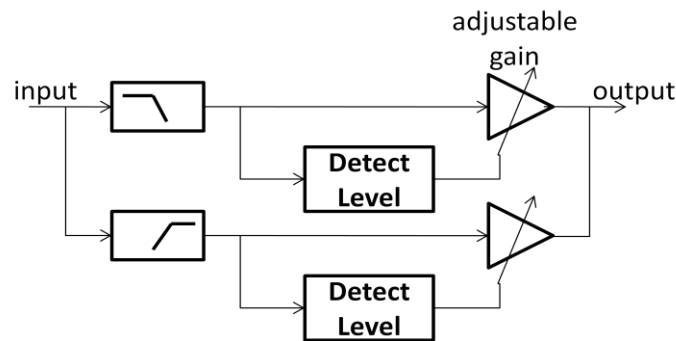 adjustable
gain
input
output
Detect
Level
Detect
Level